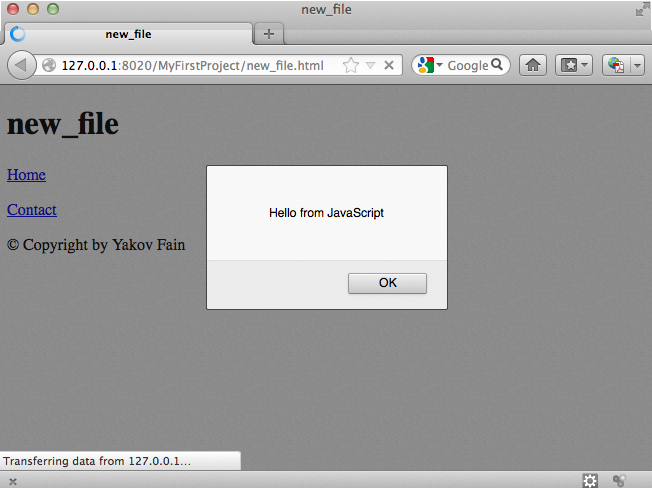 new_file
new_file
127.0.0.1:8020/MyFirstProject/new_file.html
Google
new_file
Home
Contact
© Copyright by Yakov Fain
Hello from JavaScript
OK
Transferring data from 127.0.0.1...